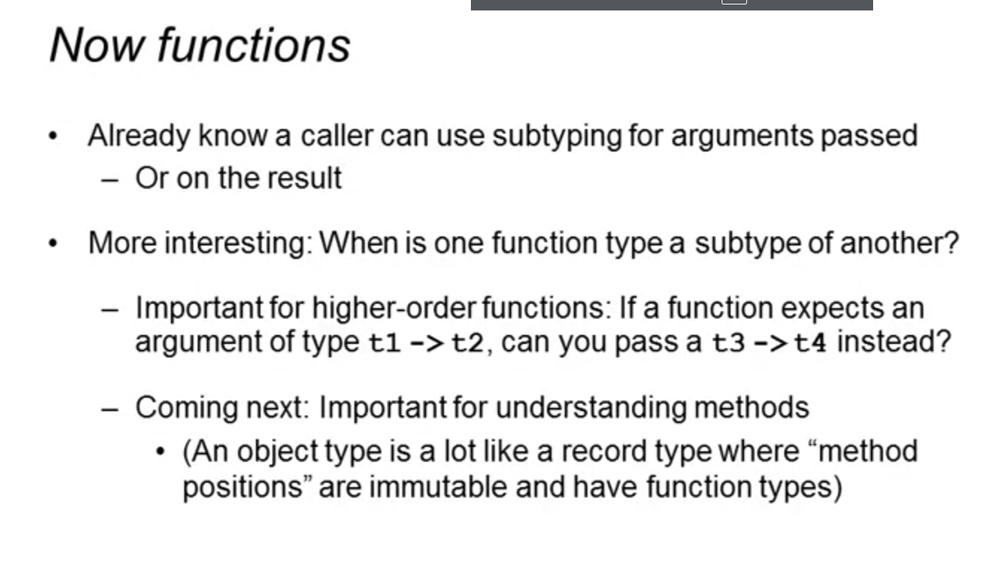 Now functions
• Already know a caller can use subtyping for arguments passed
– Or on the result
• More interesting: When is one function type a subtype of another?
– Important for higher-order functions: If a function expects an
argument of type t1 -> t2, can you pass a t3 -> t4 instead?
– Coming next: Important for understanding methods
• (An object type is a lot like a record type where “method
positions” are immutable and have function types)